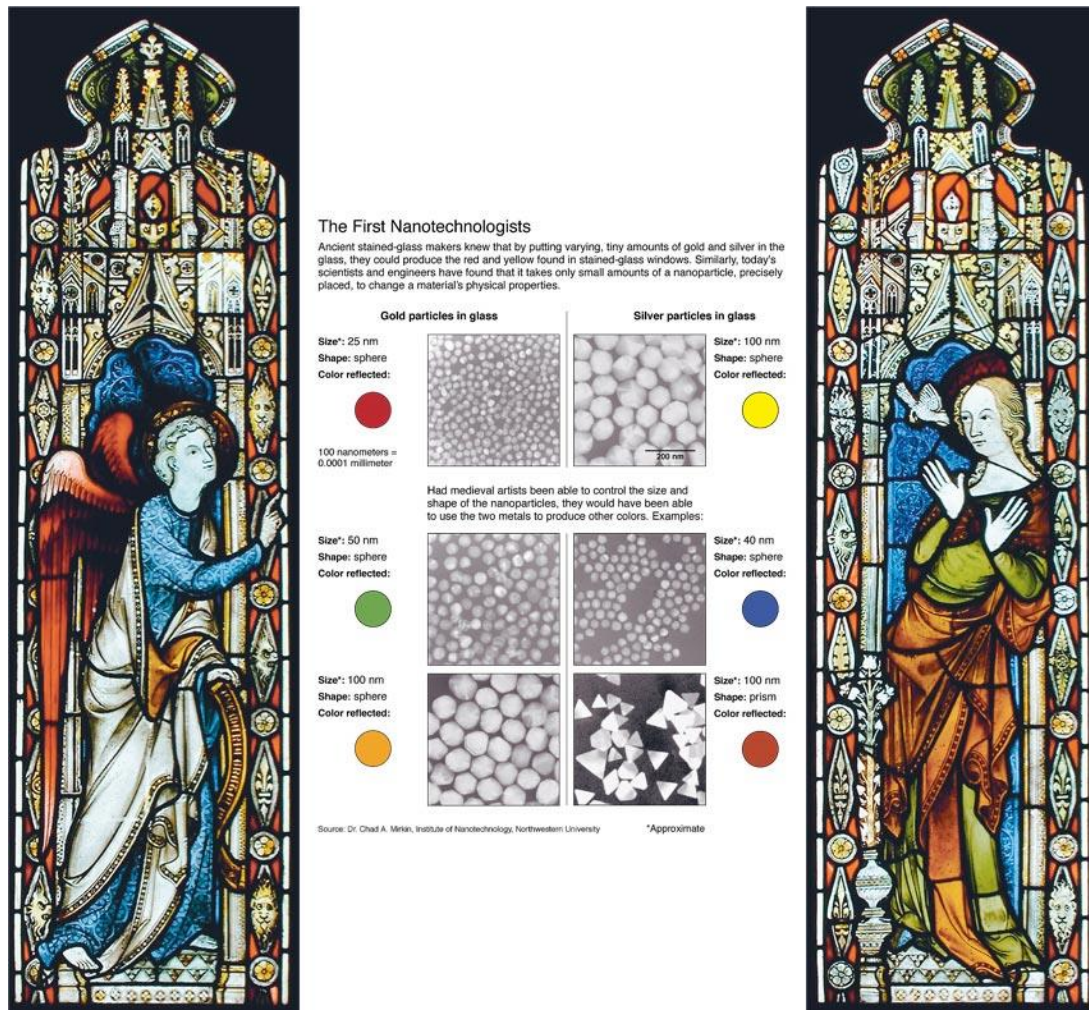 The First Nanotechnologists
Ancient stained-glass makers knew that by putting varying, tiny amounts of gold and silver in the
glass, they could produce the red and yellow found in stained-glass windows. Similarly, today's
scientists and engineers have found that it takes only small amounts of a nanoparticle, precisely
placed, to change a material's physical properties.
Gold particles in glass
Size*: 25 nm
Shape: sphere
Color reflected:
100 nanometers =
0.0001 millimeter
Silver particles in glass
Size*: 100 nm
Shape: sphere
Color reflected:
200 nm
Had medieval artists been able to control the size and
shape of the nanoparticles, they would have been able
to use the two metals to produce other colors. Examples:
Size*: 50 nm
Shape: sphere
Color reflected:
Size*: 40 nm
Shape: sphere
Color reflected:
Size*: 100 nm
Shape: sphere
Color reflected:
Size*: 100 nm
Shape: prism
Color reflected:
Source: Dr. Chad A. Mirkin, Institute of Nanotechnology, Northwestern University
*Approximate